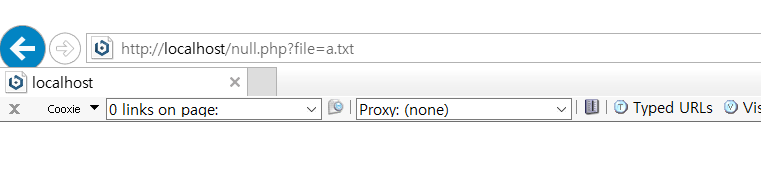 http://localhost/null.php?file=a.txt
localhost
x Cooxie 0 links on page: Proxy: (none) T Typed URLs V Vis